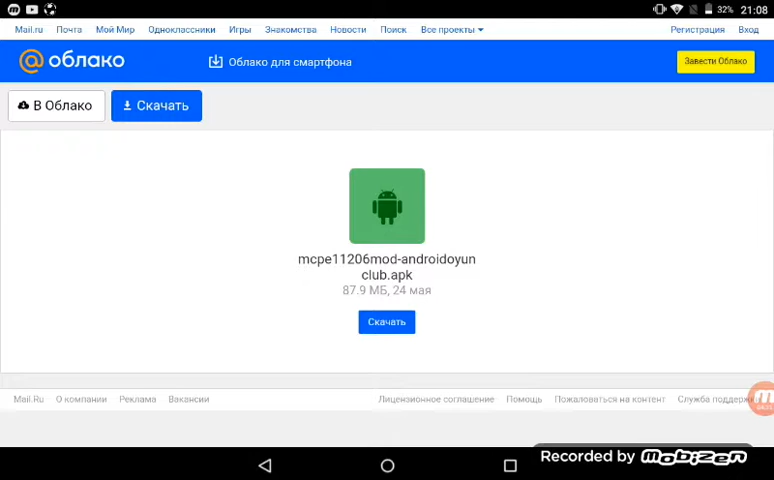 32% 21:08
Mail.ru Почта Мой Мир Одноклассники Игры Знакомства Новости Поиск Все проекты Регистрация Вход
@ облако Облако для смартфона Завести Облако
В Облако Скачать
mcpe11206mod-androidoyun
club.apk
87.9 МБ, 24 мая
Скачать
Mail.Ru О компании Реклама Вакансии Лицензионное соглашение Помощь Пожаловаться на контент Служба поддержк
Recorded by mobizen